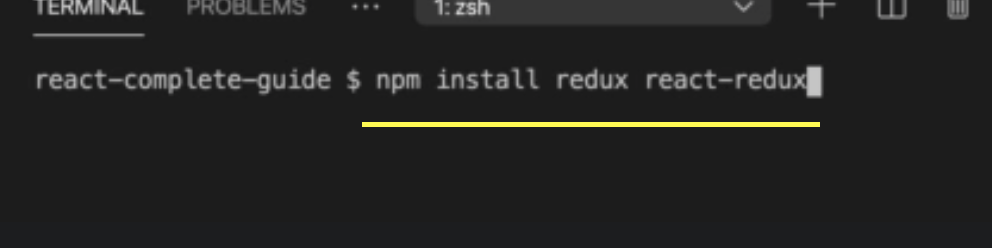 TERMINAL PROBLEMS ... 1: zsh
react-complete-guide $ npm install redux react-redux